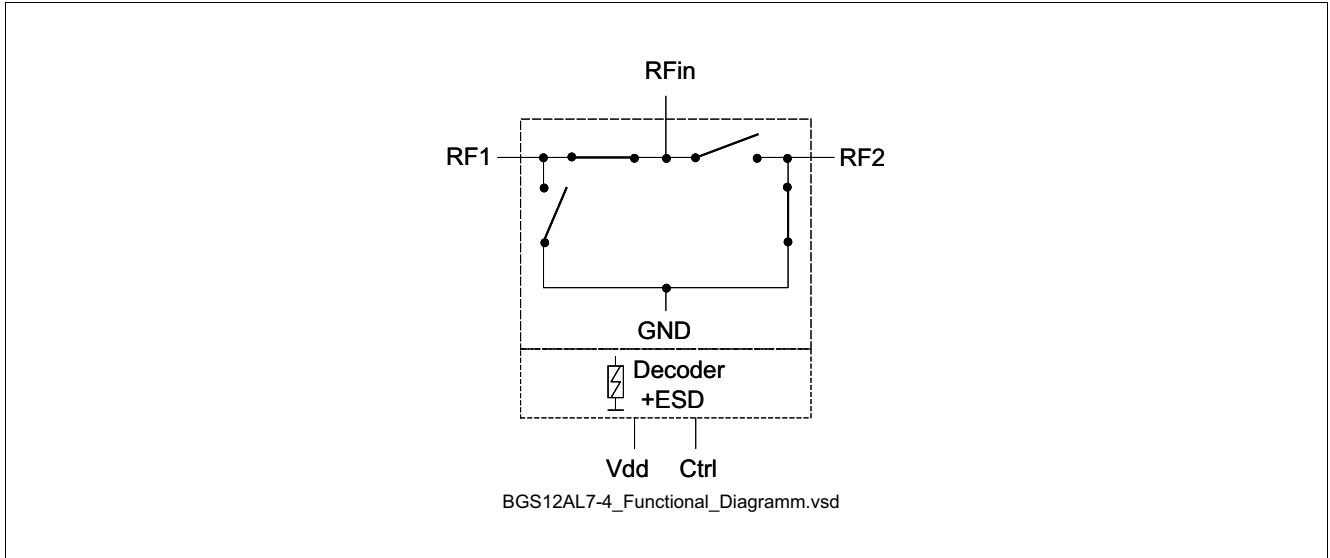 RFin
RF1
RF2
GND
Decoder
+ESD
Vdd Ctrl
BGS12AL7-4_Functional_Diagramm.vsd